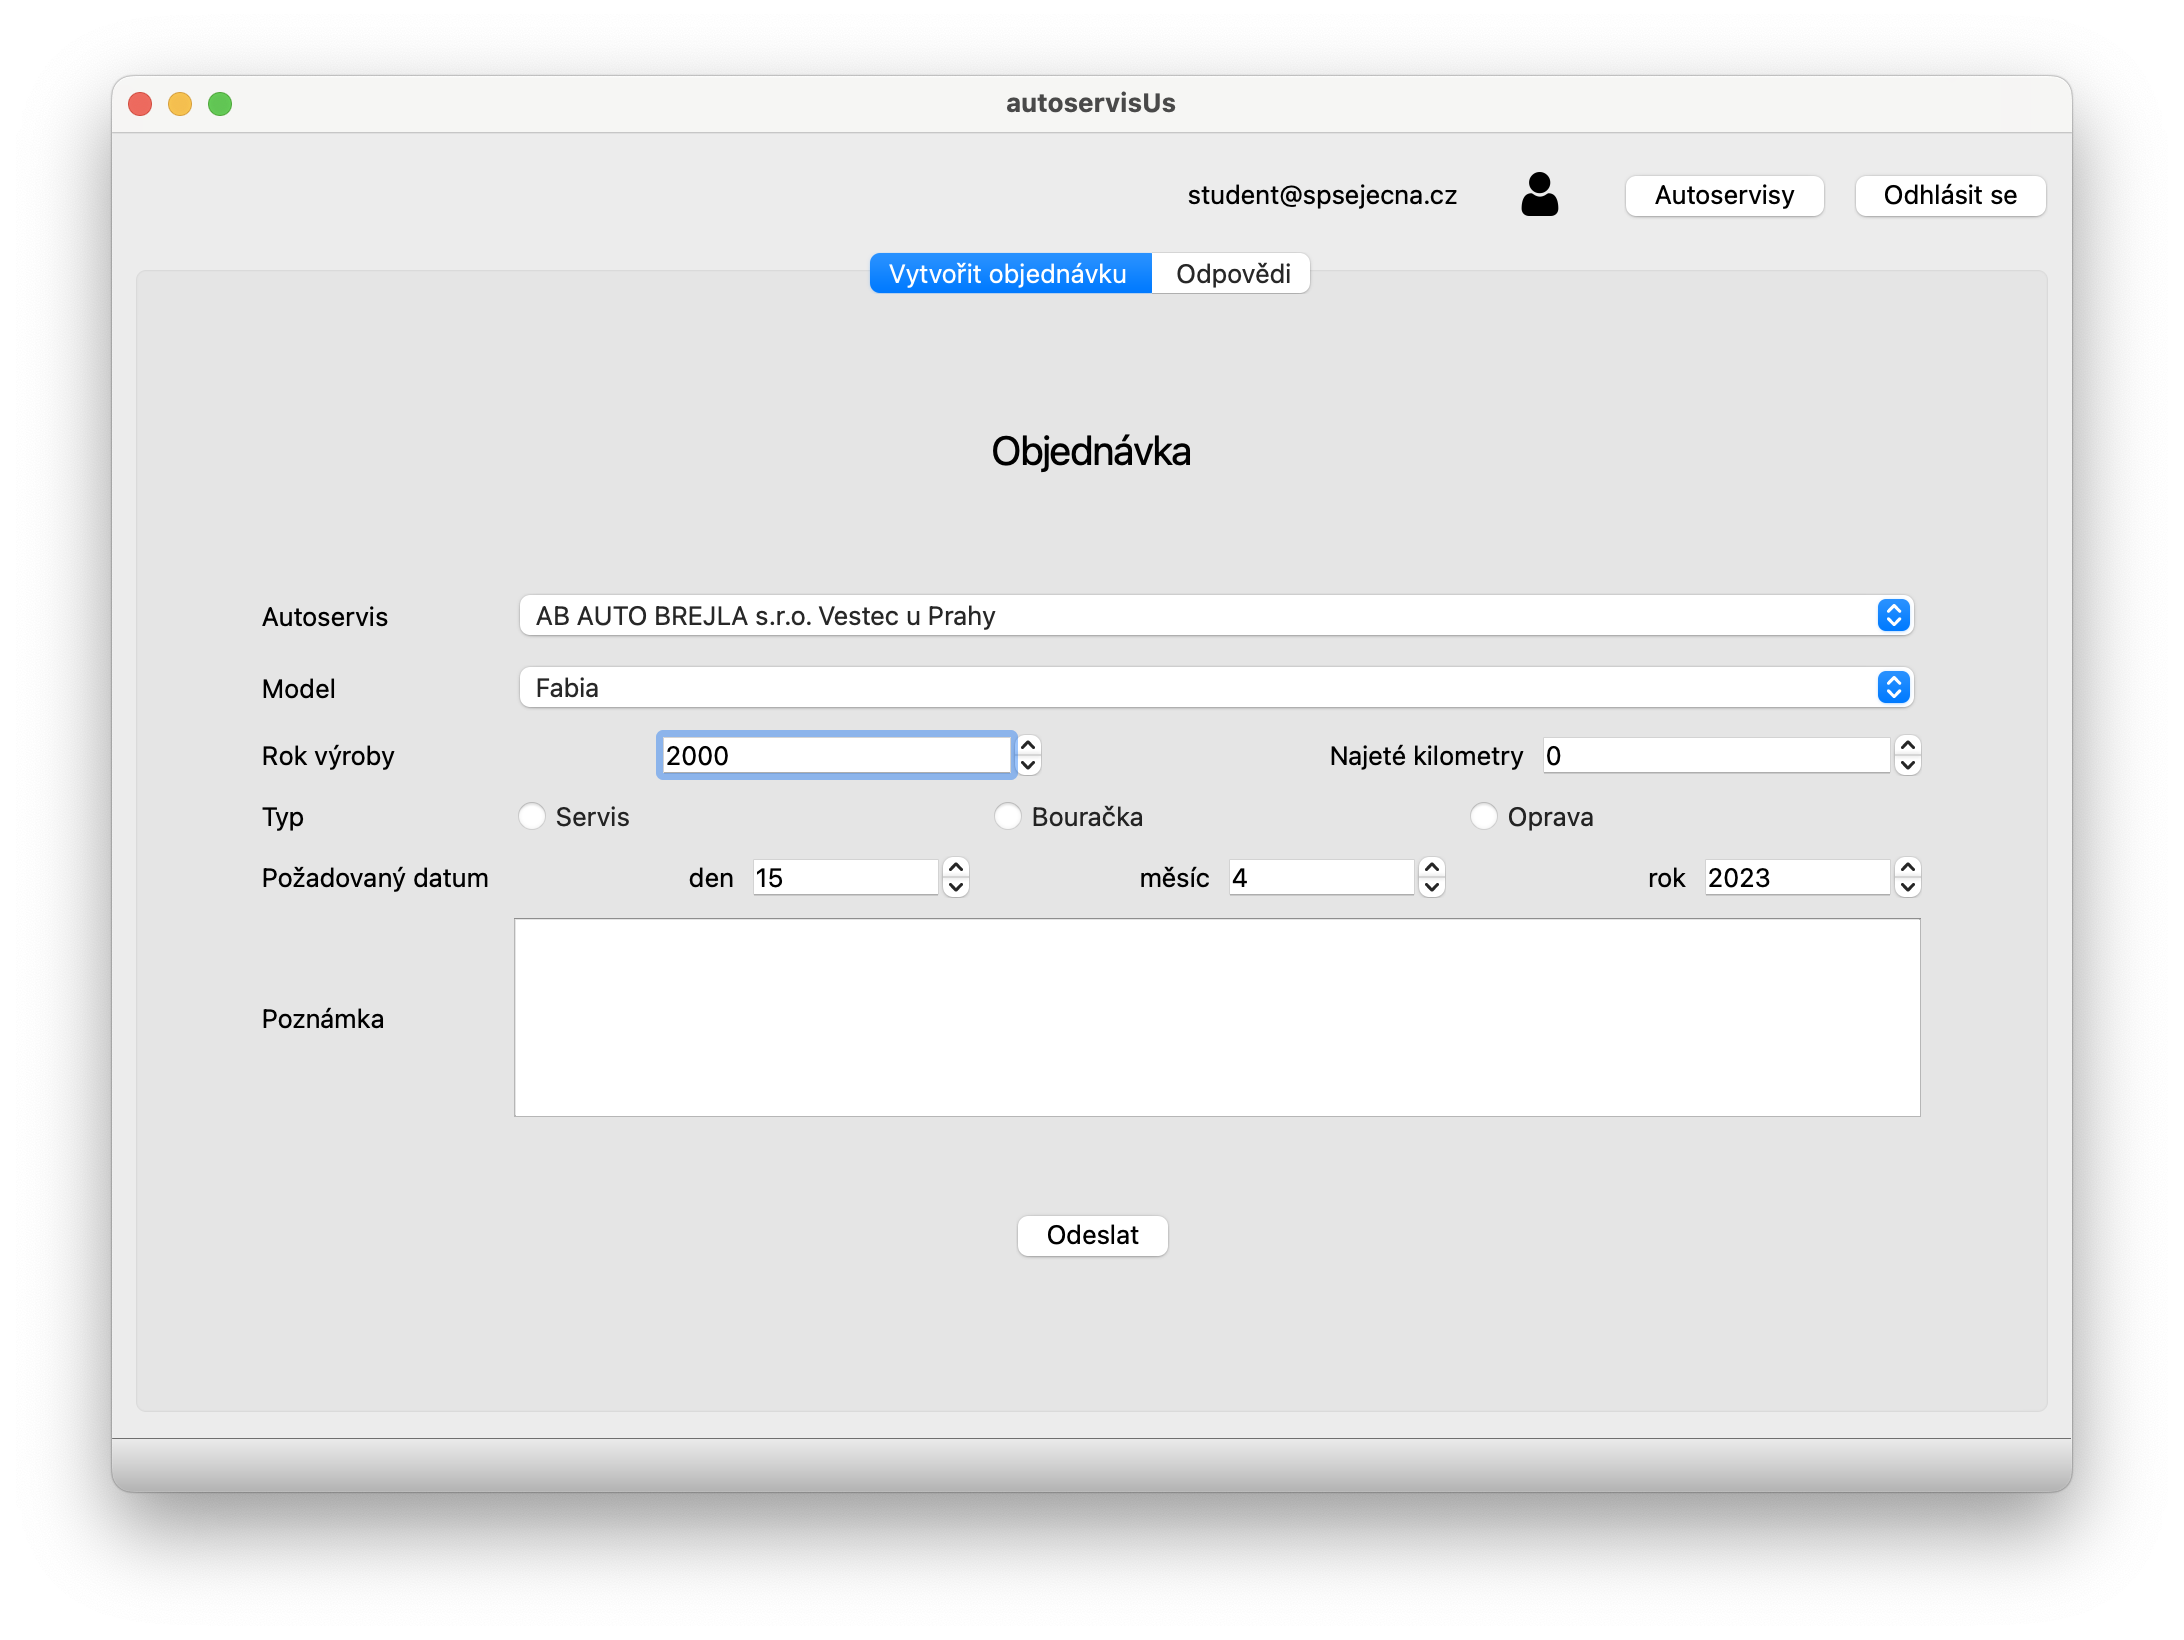 autoservisUs
student@spsejecna.cz Autoservisy Odhlásit se
Vytvořit objednávku Odpovědi
Objednávka
Autoservis AB AUTO BREJLA s.r.o. Vestec u Prahy
Model Fabia
Rok výroby 2000 Najeté kilometry 0
Typ Servis Bouračka Oprava
Požadovaný datum den 15 měsíc 4 rok 2023
Poznámka
Odeslat